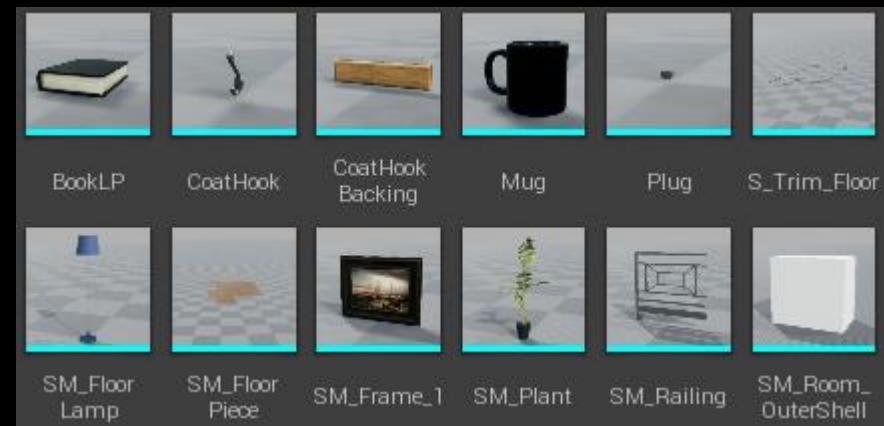 BookLP
CoatHook
CoatHook
Backing
Mug
Plug
S_Trim_Floor
SM_Floor
Lamp
SM_Floor
Piece
SM_Frame_1
SM_Plant
SM_Railing
SM_Room_
OuterShell